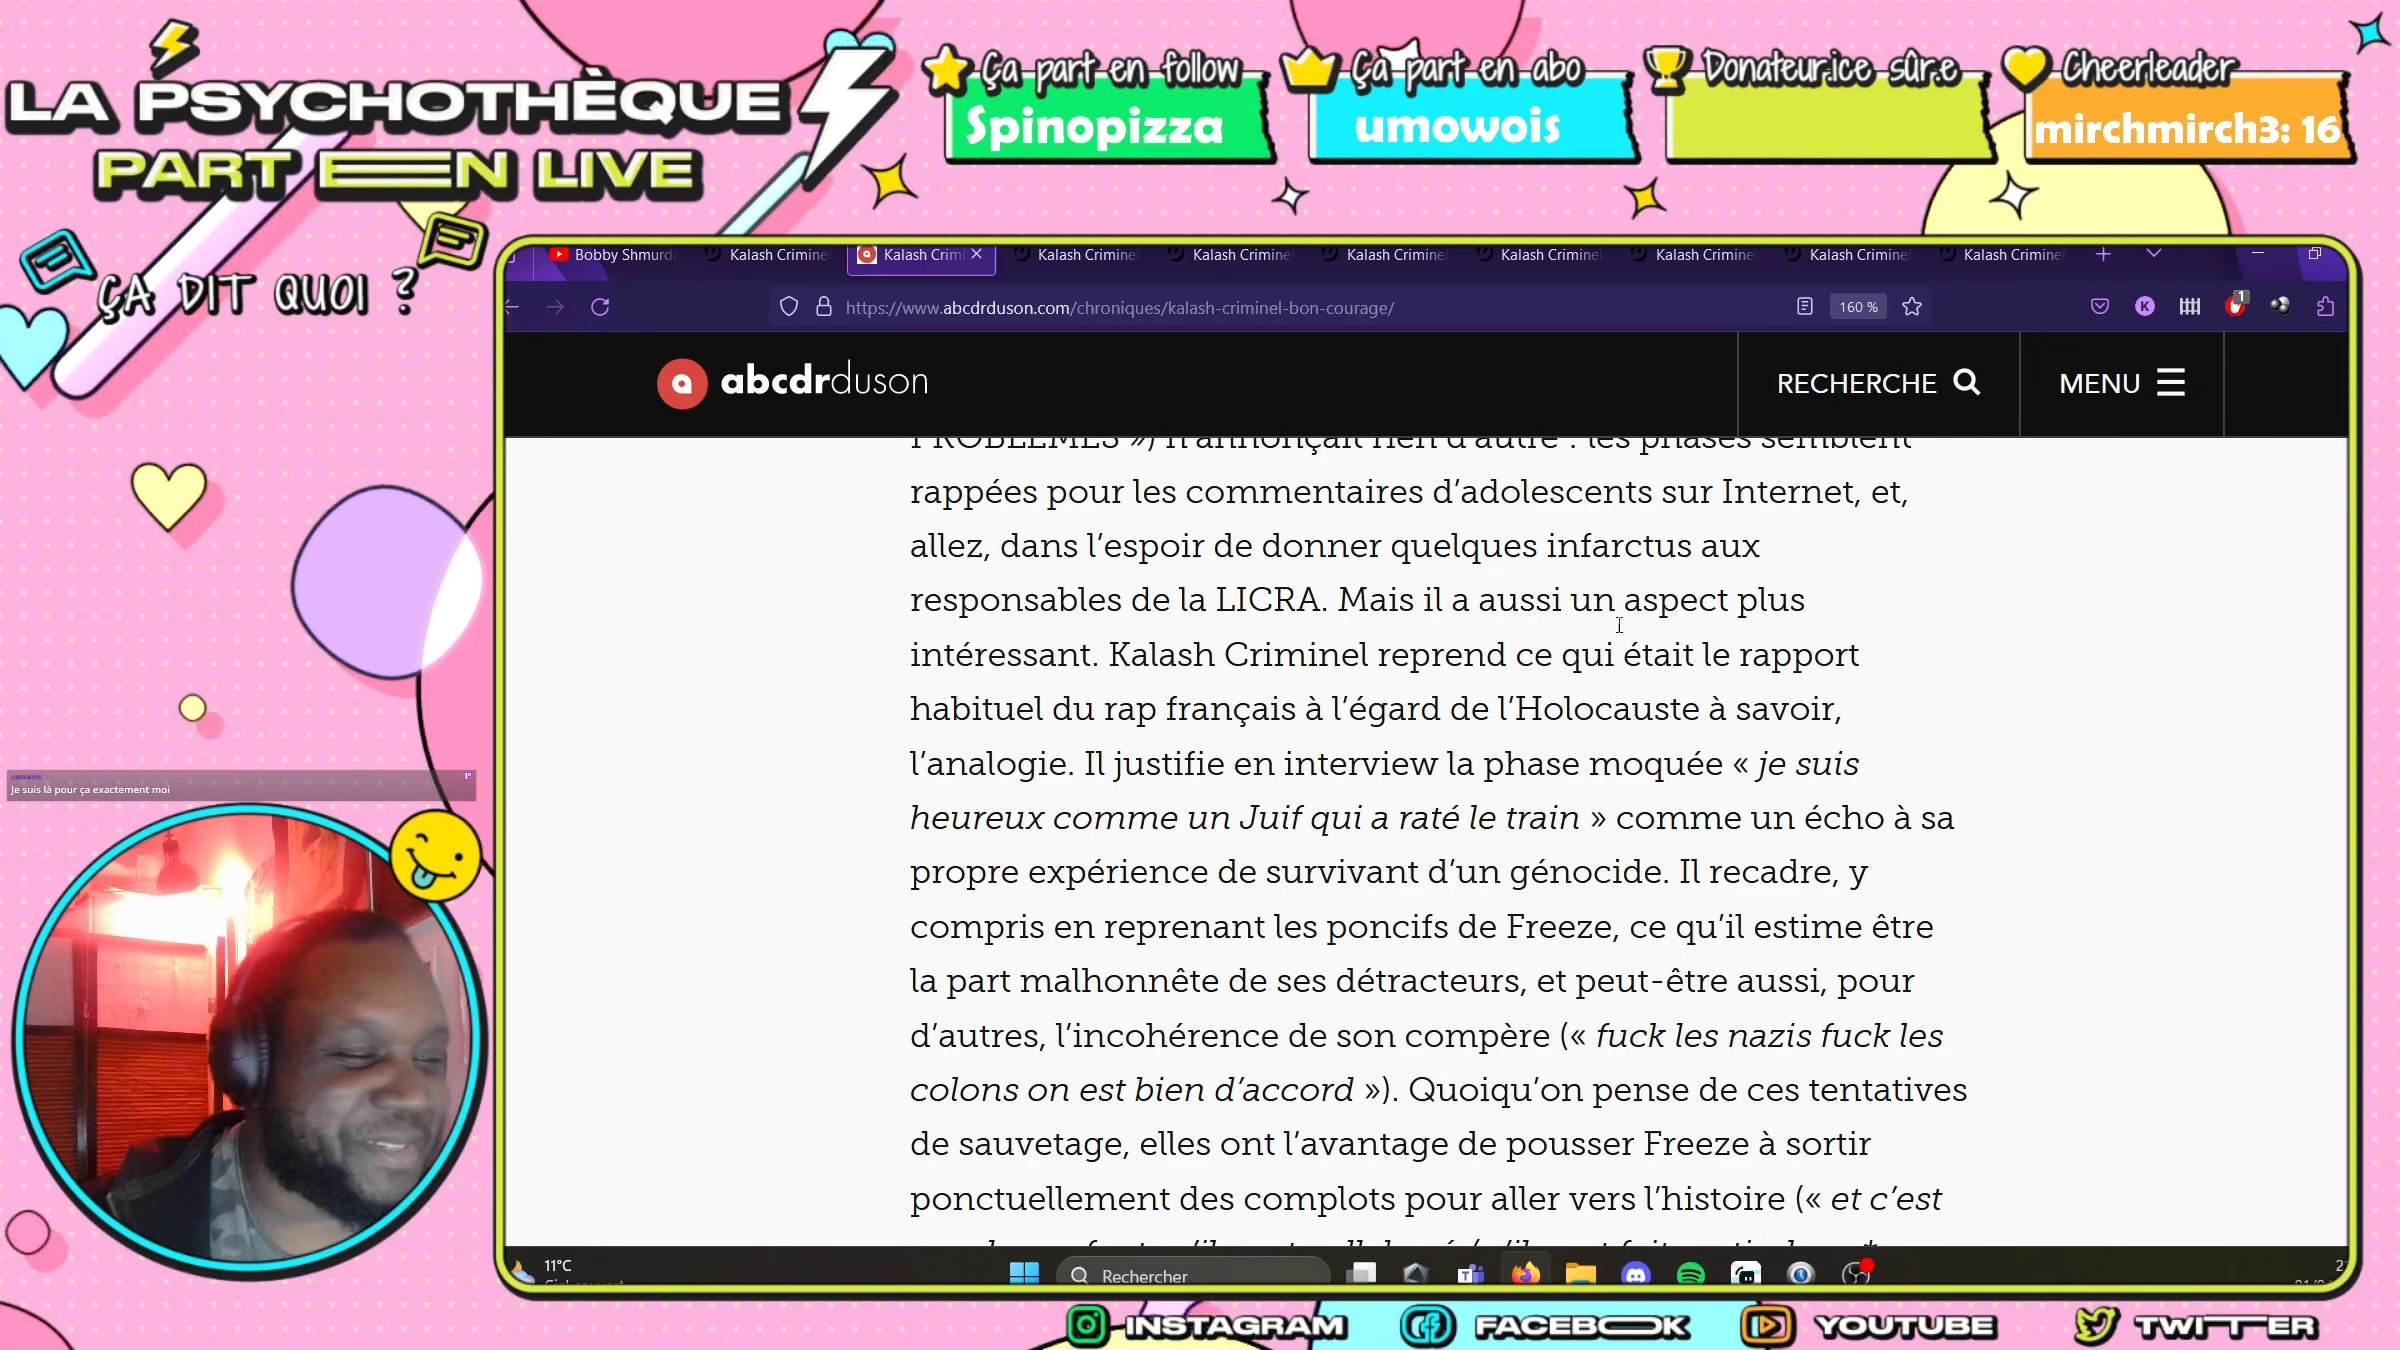 LA PSYCHOTHÈQUE
PART EN LIVE
Ça part en follow
Spinopizza
Ça part en abo
umowois
Donateur.ice sûr.e
Cheerleader
mirchmirch3: 16
ÇA DIT QUOI ?
Bobby Shmurd
Kalash Crimine
Kalash Crim
Kalash Crimine
Kalash Crimine
Kalash Crimine
Kalash Crimine
Kalash Crimine
Kalash Crimine
Kalash Crimine
https://www.abcdrduson.com/chroniques/kalash-criminel-bon-courage/
160 %
K
1
a abcdrduson
RECHERCHE
MENU
PROBLÈMES ») n'annonçait rien d'autre : les phases semblent
rappées pour les commentaires d'adolescents sur Internet, et,
allez, dans l'espoir de donner quelques infarctus aux
responsables de la LICRA. Mais il a aussi un aspect plus
intéressant. Kalash Criminel reprend ce qui était le rapport
habituel du rap français à l'égard de l'Holocauste à savoir,
l'analogie. Il justifie en interview la phase moquée « je suis
heureux comme un Juif qui a raté le train » comme un écho à sa
propre expérience de survivant d'un génocide. Il recadre, y
compris en reprenant les poncifs de Freeze, ce qu'il estime être
la part malhonnête de ses détracteurs, et peut-être aussi, pour
d'autres, l'incohérence de son compère (« fuck les nazis fuck les
colons on est bien d'accord »). Quoiqu'on pense de ces tentatives
de sauvetage, elles ont l'avantage de pousser Freeze à sortir
ponctuellement des complots pour aller vers l'histoire (« et c'est
umowois
Je suis là pour ça exactement moi
11°C
Rechercher
INSTAGRAM
FACEBOOK
YOUTUBE
TWITTER